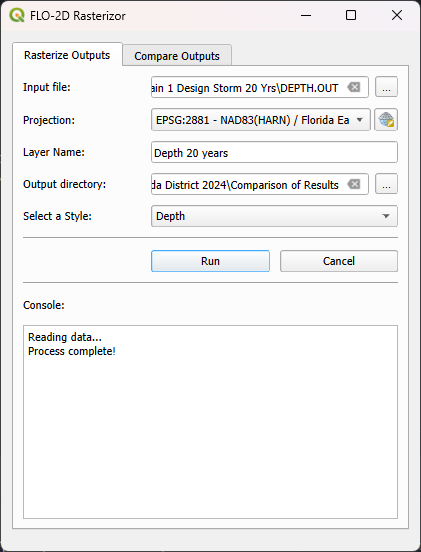 FLO-2D Rasterizor
Rasterize Outputs
Compare Outputs
Input file:
ain 1 Design Storm 20 Yrs\DEPTH.OUT
...
Projection:
EPSG:2881 - NAD83(HARN) / Florida Ea
Layer Name:
Depth 20 years
Output directory:
da District 2024\Comparison of Results
...
Select a Style:
Depth
Run
Cancel
Console:
Reading data...
Process complete!